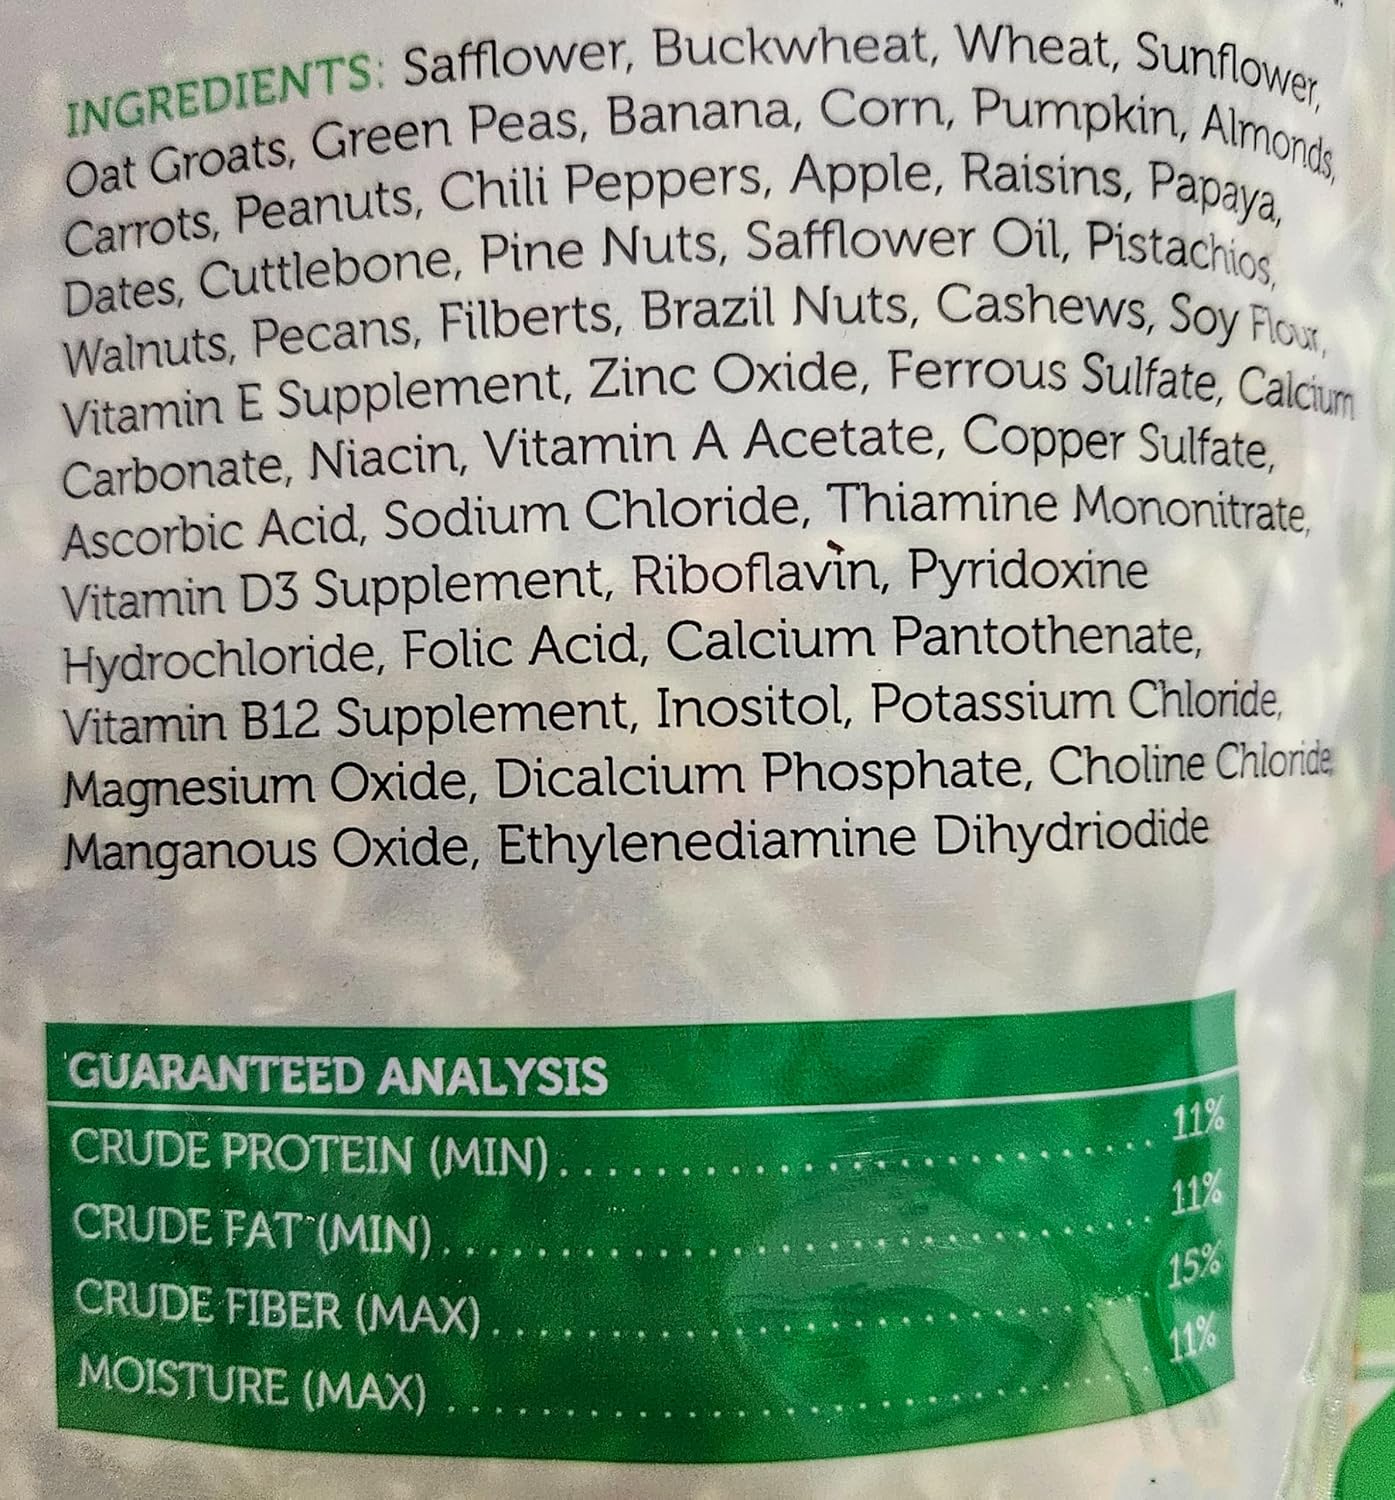 INGREDIENTS: Safflower, Buckwheat, Wheat, Sunflower,
Oat Groats, Green Peas, Banana, Corn, Pumpkin, Almonds,
Carrots, Peanuts, Chili Peppers, Apple, Raisins, Papaya,
Dates, Cuttlebone, Pine Nuts, Safflower Oil, Pistachios,
Walnuts, Pecans, Filberts, Brazil Nuts, Cashews, Soy Flour,
Vitamin E Supplement, Zinc Oxide, Ferrous Sulfate, Calcium
Carbonate, Niacin, Vitamin A Acetate, Copper Sulfate,
Ascorbic Acid, Sodium Chloride, Thiamine Mononitrate,
Vitamin D3 Supplement, Riboflavin, Pyridoxine
Hydrochloride, Folic Acid, Calcium Pantothenate,
Vitamin B12 Supplement, Inositol, Potassium Chloride,
Magnesium Oxide, Dicalcium Phosphate, Choline Chloride,
Manganous Oxide, Ethylenediamine Dihydriodide
GUARANTEED ANALYSIS
CRUDE PROTEIN (MIN) ........................ 11%
CRUDE FAT (MIN) ........................ 11%
CRUDE FIBER (MAX) ........................ 15%
MOISTURE (MAX) ........................ 11%